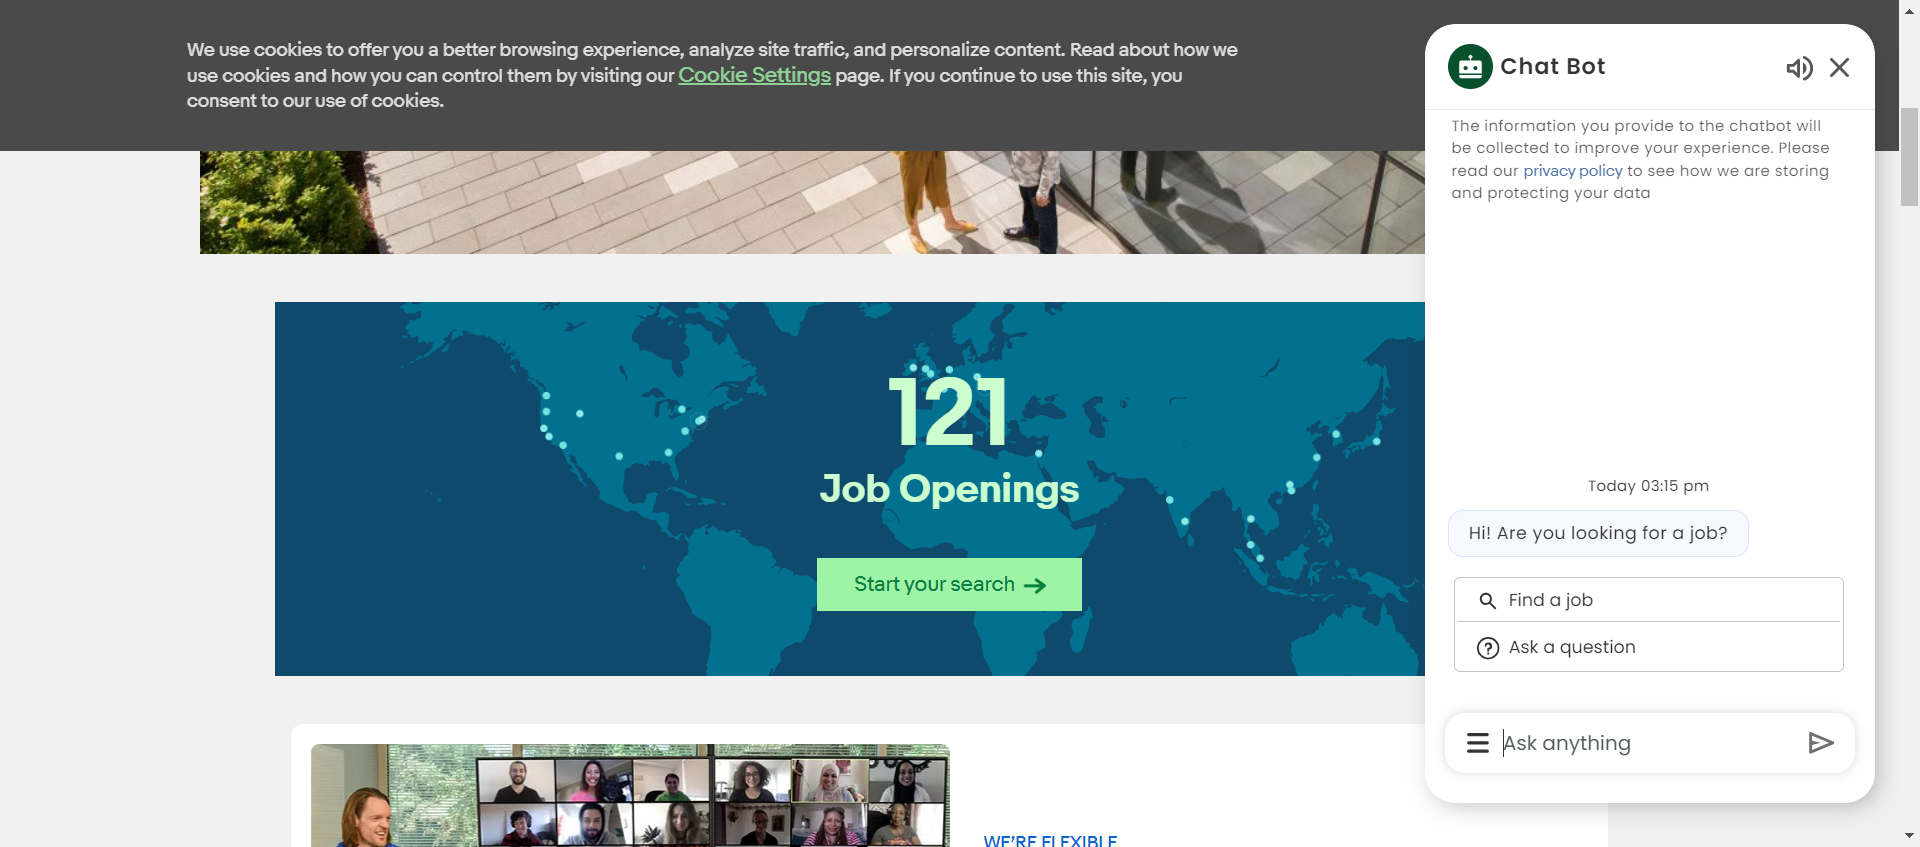 We use cookies to offer you a better browsing experience, analyze site traffic, and personalize content. Read about how we
use cookies and how you can control them by visiting our Cookie Settings page. If you continue to use this site, you
consent to our use of cookies.
121
Job Openings
Start your search
WE'RE FLEXIBLE
Chat Bot
The information you provide to the chatbot will
be collected to improve your experience. Please
read our privacy policy to see how we are storing
and protecting your data
Today 03:15 pm
Hi! Are you looking for a job?
Find a job
Ask a question
Ask anything